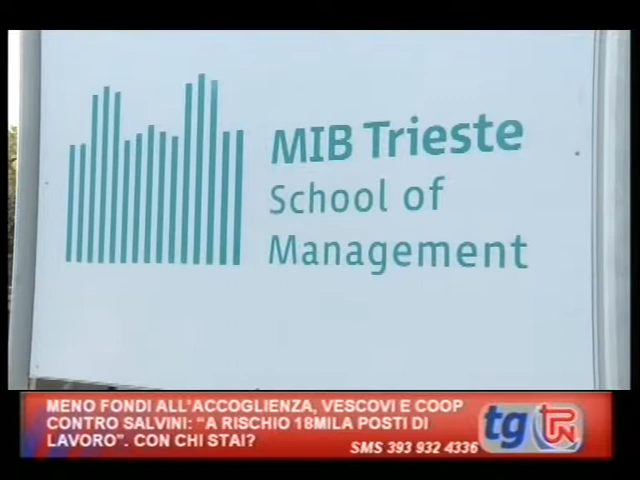 MIB Trieste
School of
Management
MENO FONDI ALL'ACCOGLIENZA, VESCOVI E COOP
CONTRO SALVINI: "A RISCHIO 18MILA POSTI DI
LAVORO". CON CHI STAI?
SMS 393 932 4336
tg TPN